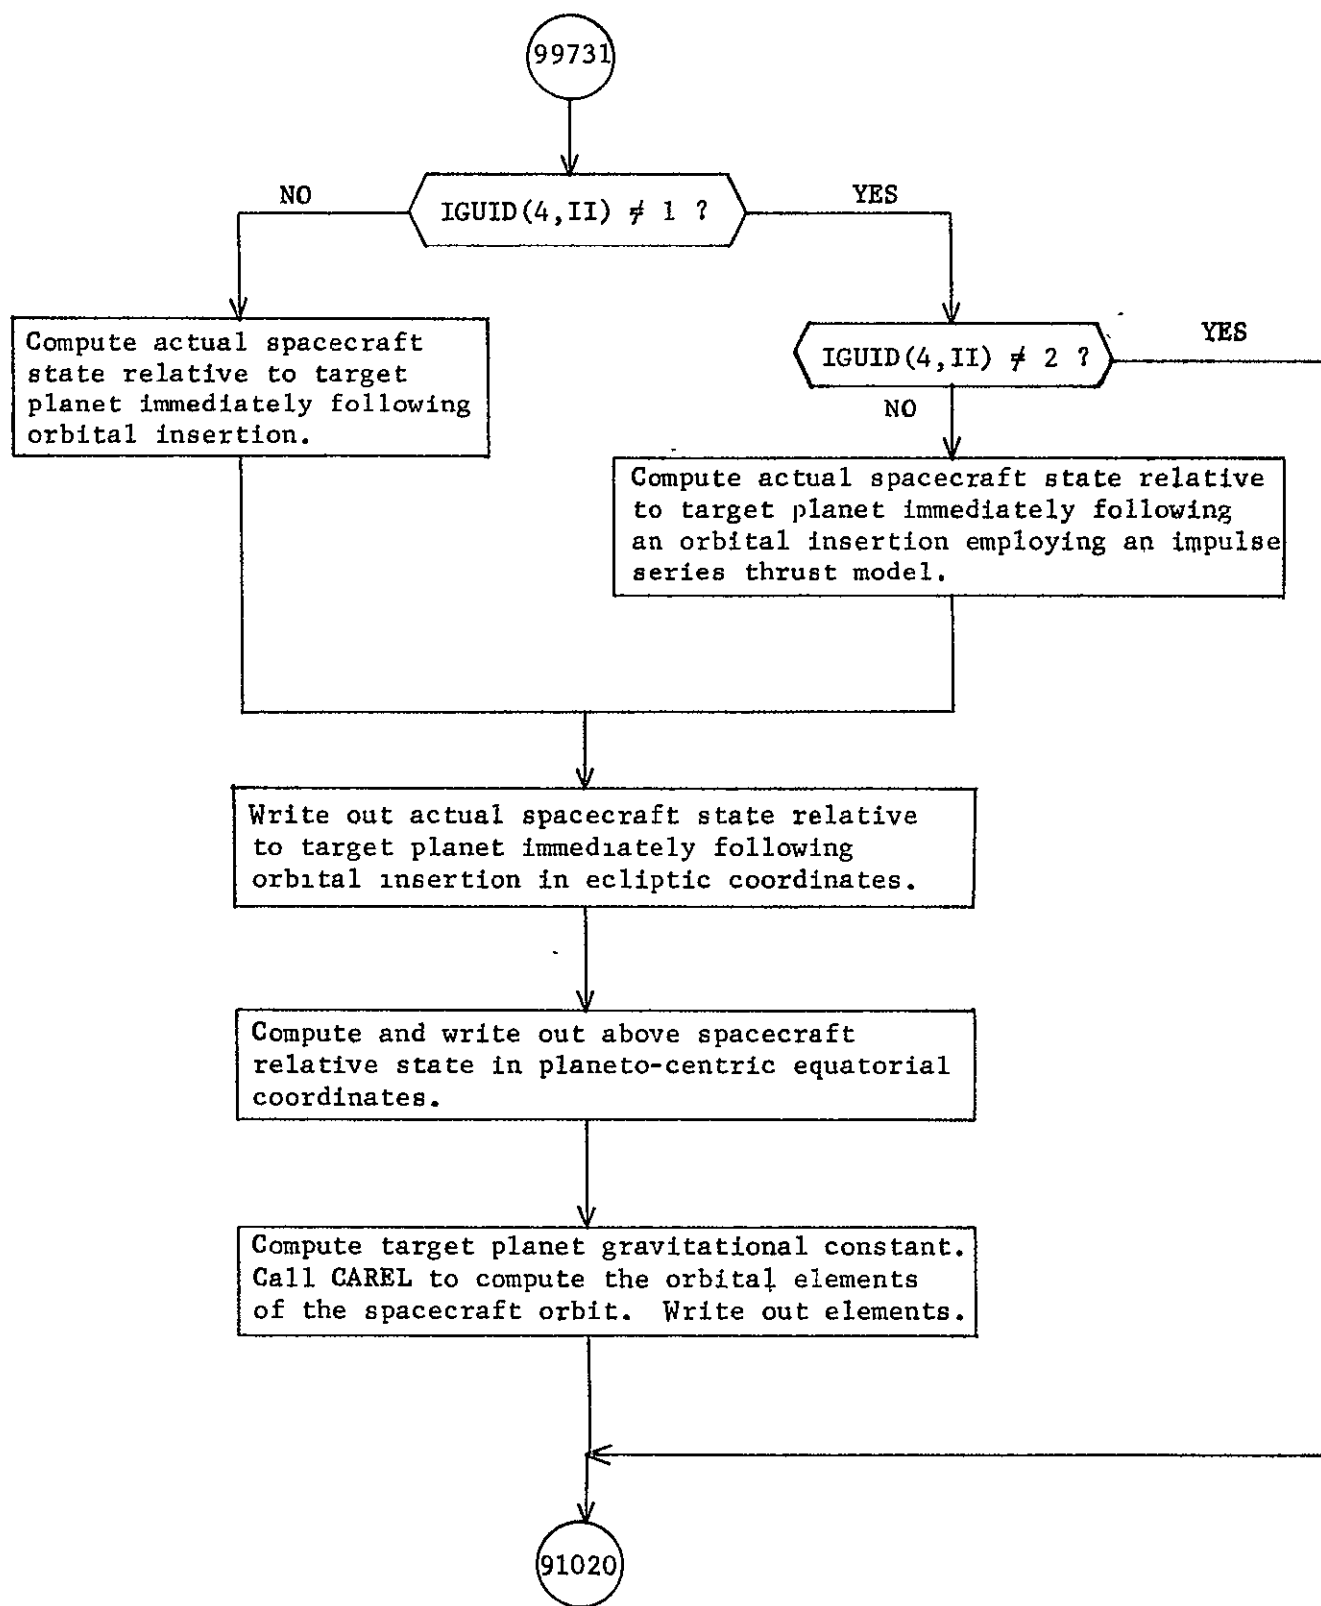 99731
NO
IGUID(4,II) ≠ 1 ?
YES
Compute actual spacecraft
state relative to target
planet immediately following
orbital insertion.
IGUID(4,II) ≠ 2 ?
YES
NO
Compute actual spacecraft state relative
to target planet immediately following
an orbital insertion employing an impulse
series thrust model.
Write out actual spacecraft state relative
to target planet immediately following
orbital insertion in ecliptic coordinates.
Compute and write out above spacecraft
relative state in planeto-centric equatorial
coordinates.
Compute target planet gravitational constant.
Call CAREL to compute the orbital elements
of the spacecraft orbit. Write out elements.
91020